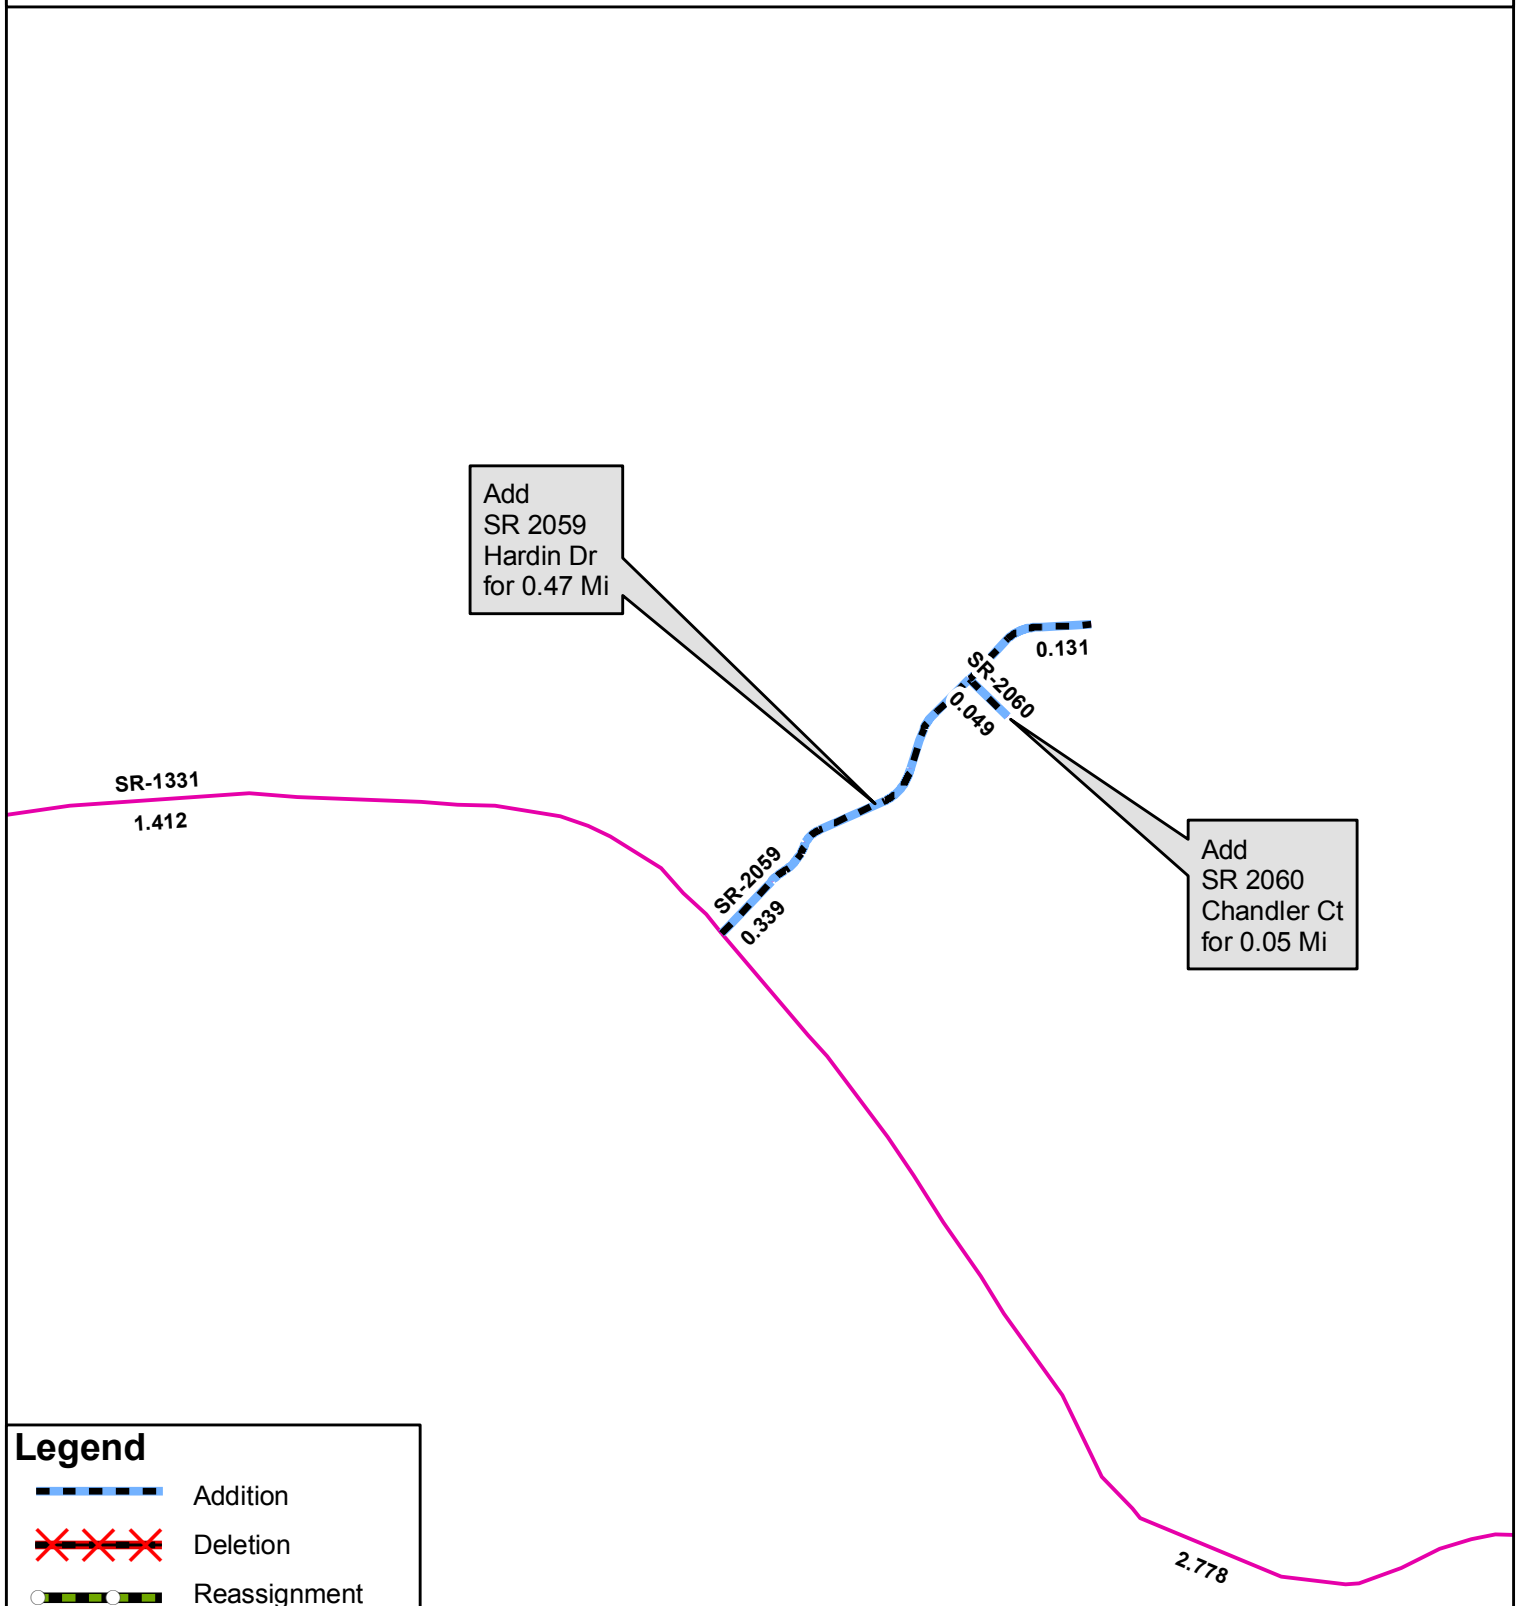 Add
SR 2059
Hardin Dr
for 0.47 Mi
0.131
SR-2060
0.049
SR-1331
1.412
SR-2059
0.339
Add
SR 2060
Chandler Ct
for 0.05 Mi
2.778
Legend
Addition
Deletion
Reassignment